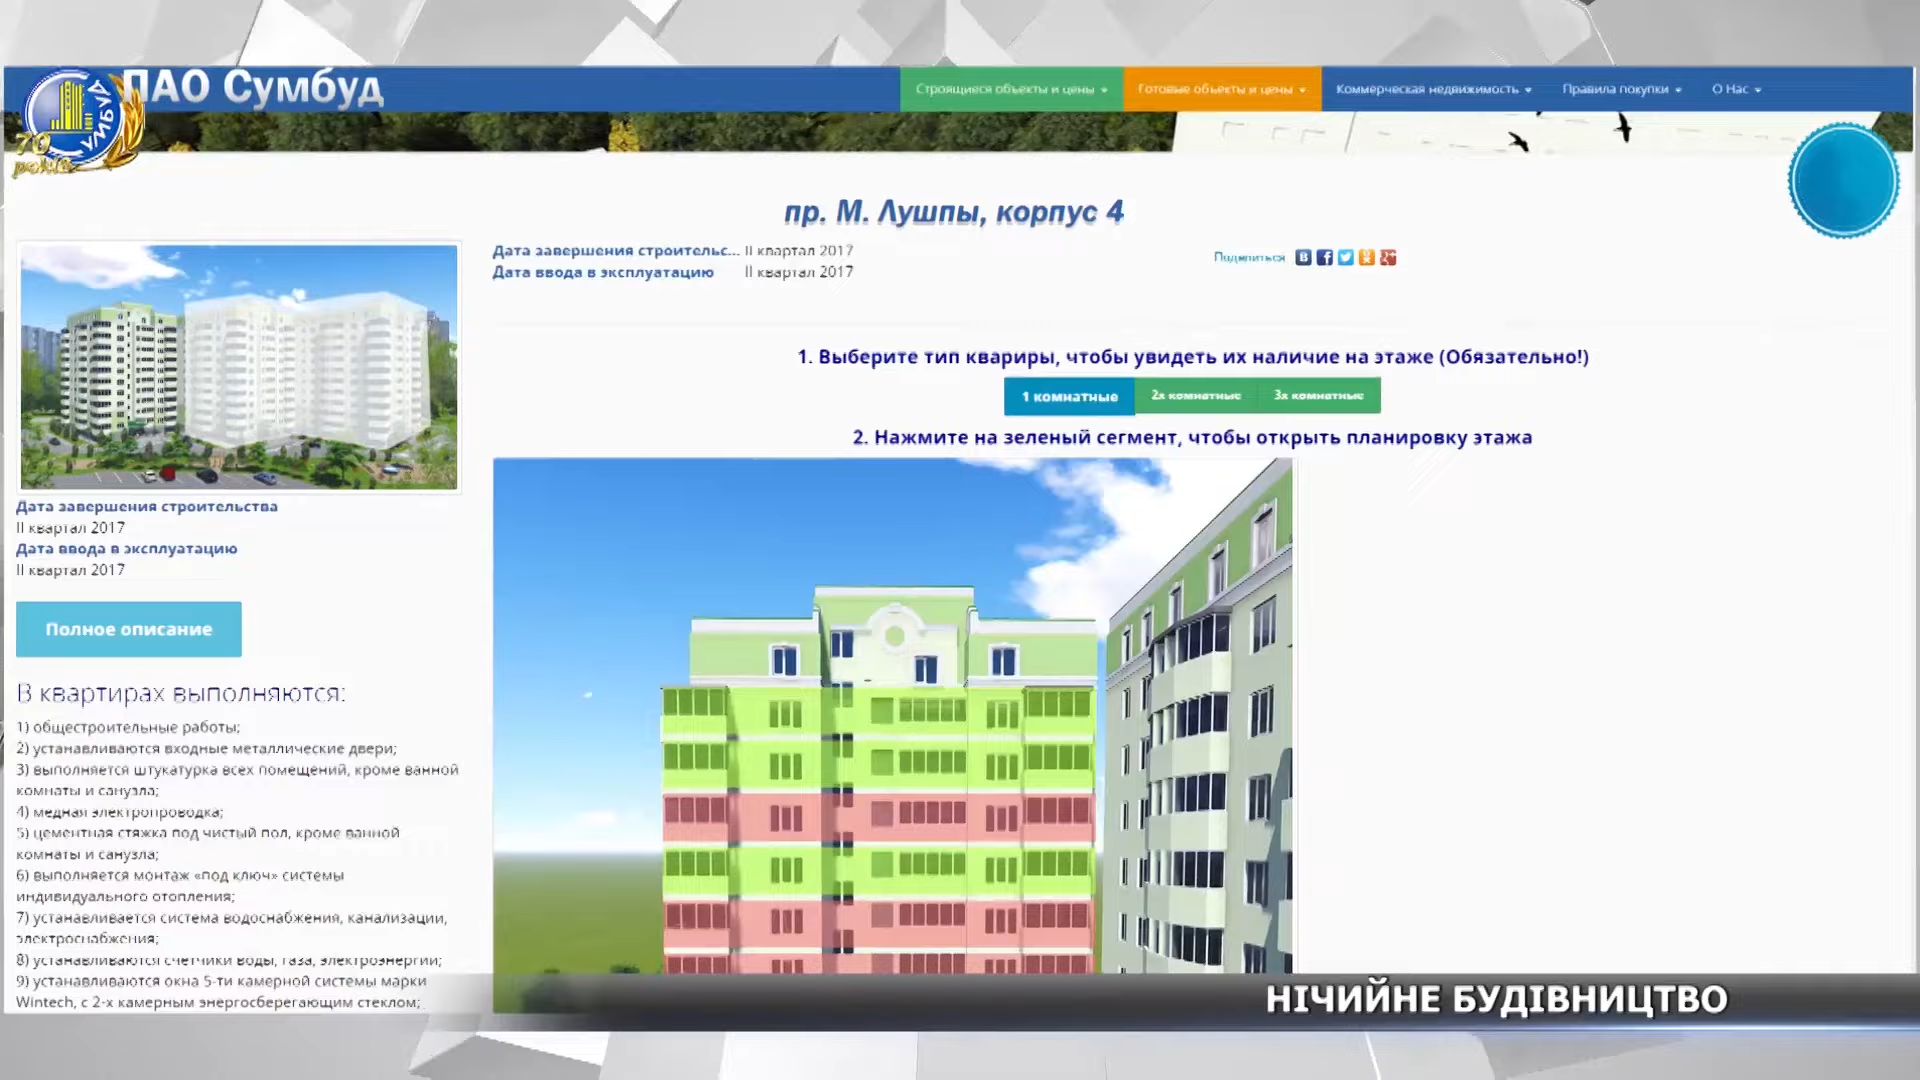 ПАО Сумбуд
Строящиеся объекты и цены
Готовые объекты и цены
Коммерческая недвижимость
Правила покупки
О Нас
70
років
УМБУД
пр. М. Лушпы, корпус 4
Дата завершения строительс... II квартал 2017
Дата ввода в эксплуатацию II квартал 2017
Поделиться
1. Выберите тип квариры, чтобы увидеть их наличие на этаже (Обязательно!)
1 комнатные
2х комнатные
3х комнатные
2. Нажмите на зеленый сегмент, чтобы открыть планировку этажа
Дата завершения строительства
II квартал 2017
Дата ввода в эксплуатацию
II квартал 2017
Полное описание
В квартирах выполняются:
1) общестроительные работы;
2) устанавливаются входные металлические двери;
3) выполняется штукатурка всех помещений, кроме ванной
комнаты и санузла;
4) медная электропроводка;
5) цементная стяжка под чистый пол, кроме ванной
комнаты и санузла;
6) выполняется монтаж «под ключ» системы
индивидуального отопления;
7) устанавливается система водоснабжения, канализации,
электроснабжения;
8) устанавливаются счетчики воды, газа, электроэнергии;
9) устанавливаются окна 5-ти камерной системы марки
Wintech, с 2-х камерным энергосберегающим стеклом;
НІЧИЙНЕ БУДІВНИЦТВО